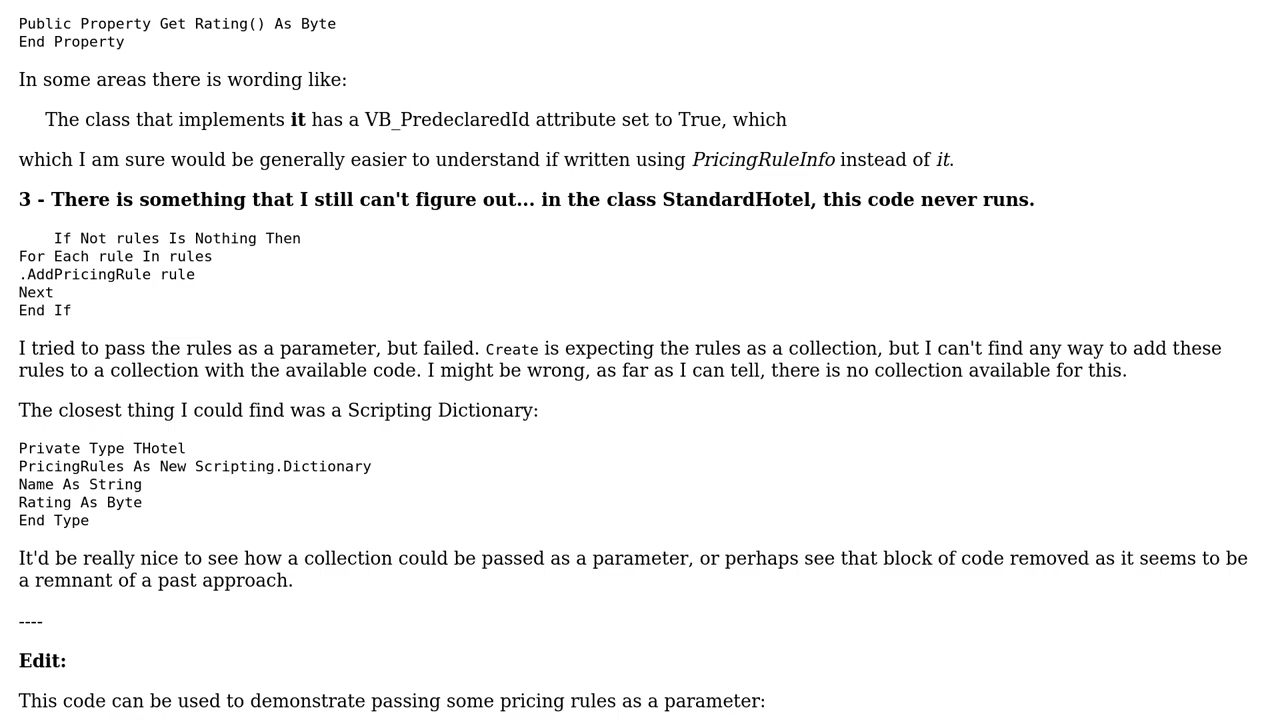 Public Property Get Rating() As Byte
End Property
In some areas there is wording like:
The class that implements it has a VB_PredeclaredId attribute set to True, which
which I am sure would be generally easier to understand if written using PricingRuleInfo instead of it.
3 - There is something that I still can't figure out... in the class StandardHotel, this code never runs.
If Not rules Is Nothing Then
For Each rule In rules
.AddPricingRule rule
Next
End If
I tried to pass the rules as a parameter, but failed. Create is expecting the rules as a collection, but I can't find any way to add these
rules to a collection with the available code. I might be wrong, as far as I can tell, there is no collection available for this.
The closest thing I could find was a Scripting Dictionary:
Private Type THotel
PricingRules As New Scripting.Dictionary
Name As String
Rating As Byte
End Type
It'd be really nice to see how a collection could be passed as a parameter, or perhaps see that block of code removed as it seems to be
a remnant of a past approach.
----
Edit:
This code can be used to demonstrate passing some pricing rules as a parameter: